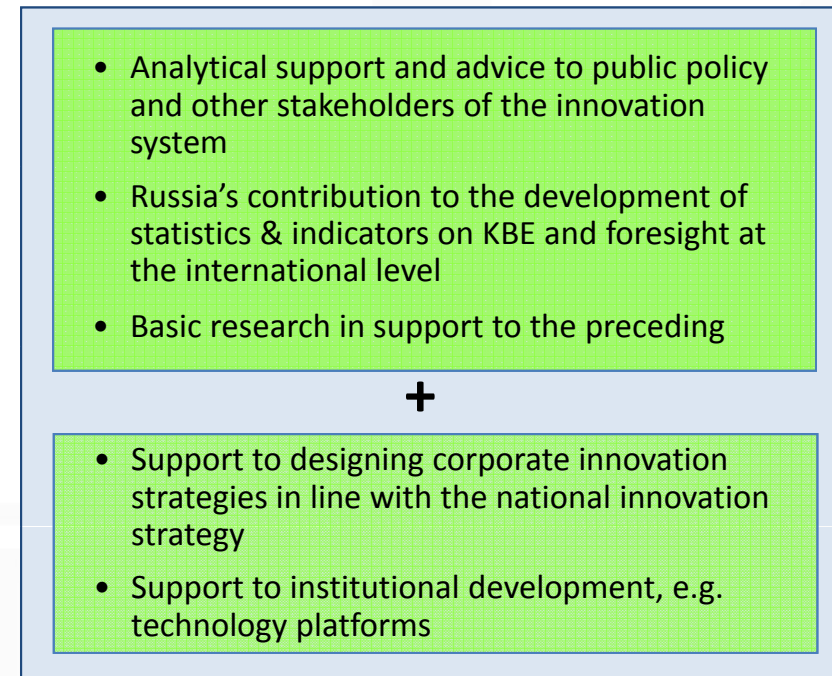 • Analytical support and advice to public policy
and other stakeholders of the innovation
system
• Russia’s contribution to the development of
statistics & indicators on KBE and foresight at
the international level
• Basic research in support to the preceding
+
• Support to designing corporate innovation
strategies in line with the national innovation
strategy
• Support to institutional development, e.g.
technology platforms